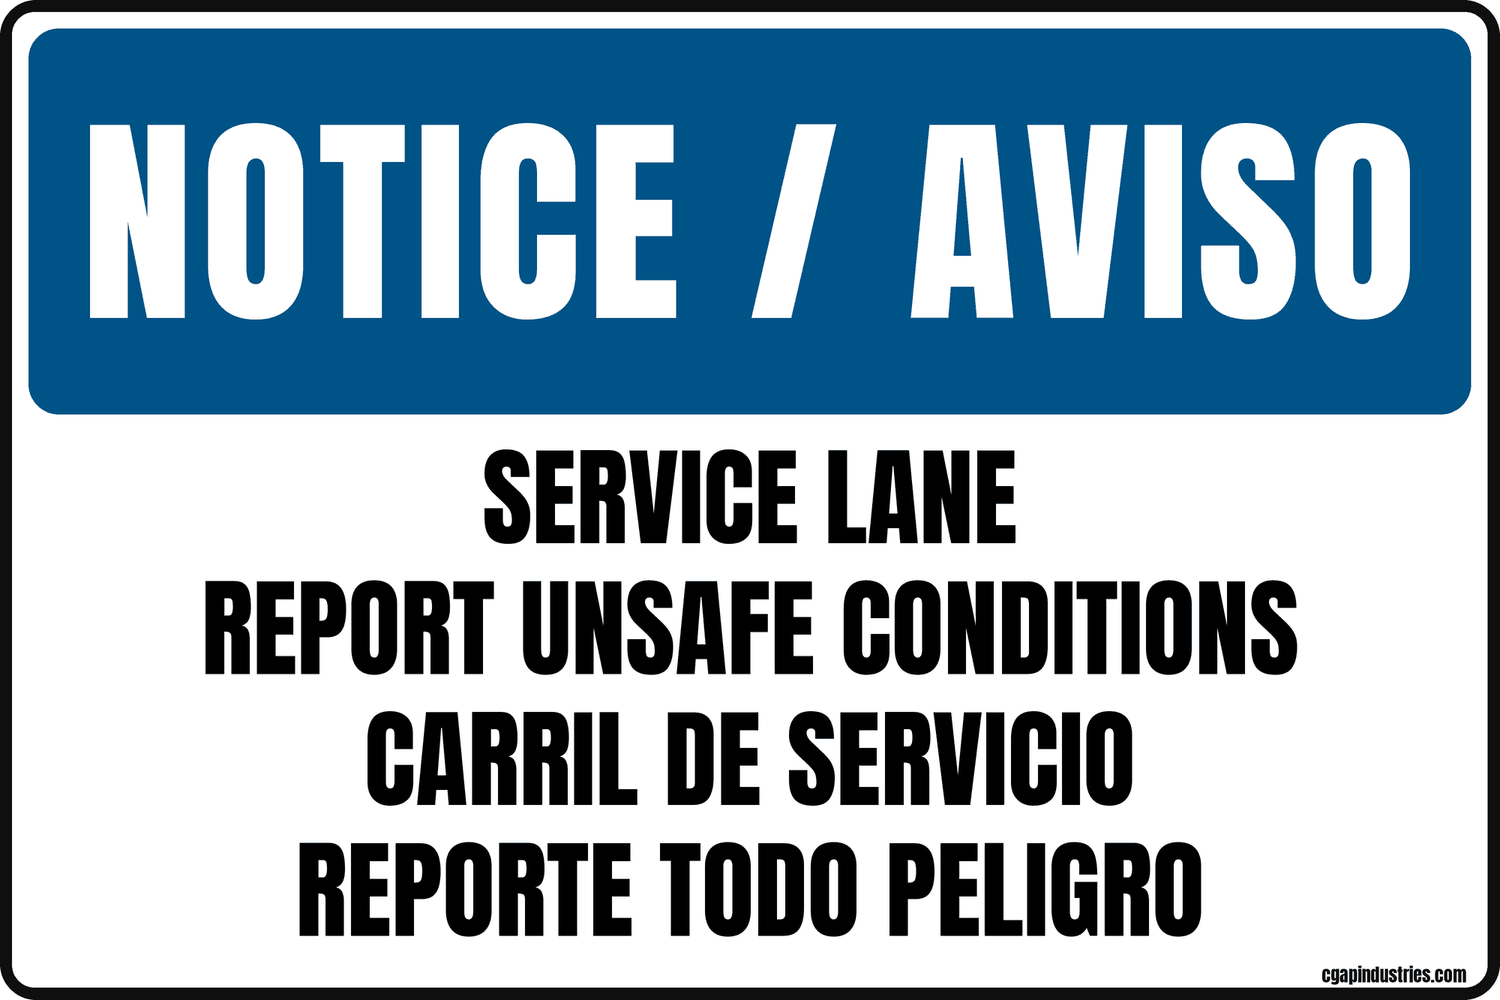 NOTICE / AVISO
SERVICE LANE
REPORT UNSAFE CONDITIONS
CARRIL DE SERVICIO
REPORTE TODO PELIGRO
cgapindustries.com